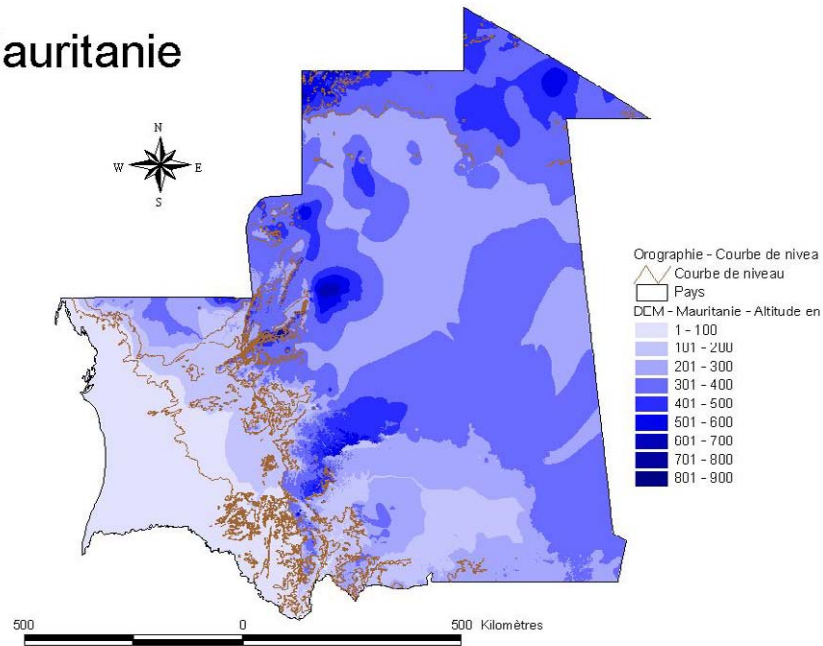 auritanie
N
W E
S
Orographie - Courbe de nivea
Courbe de niveau
Pays
DEM - Mauritanie - Altitude en
1 - 100
101 - 200
201 - 300
301 - 400
401 - 500
501 - 600
601 - 700
701 - 800
801 - 900
500 0 500 Kilomètres